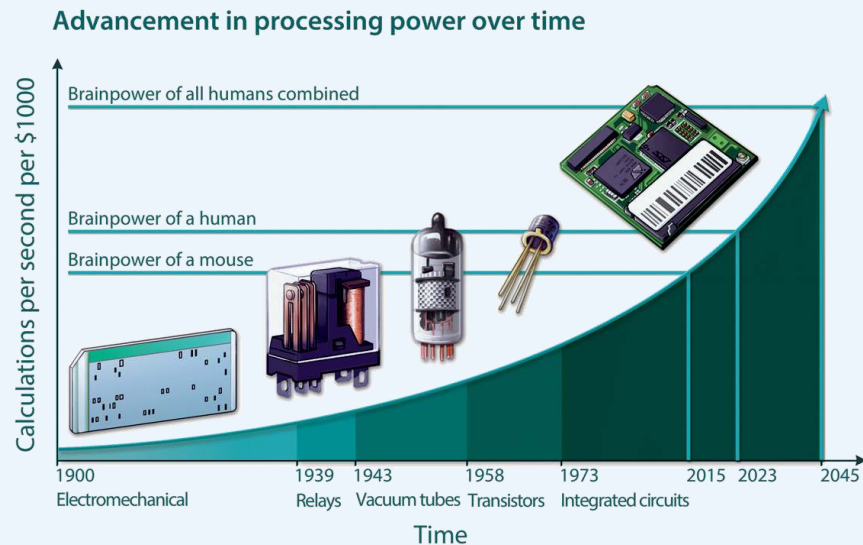 Advancement in processing power over time
Calculations per second per $1000
Brainpower of all humans combined
Brainpower of a human
Brainpower of a mouse
1900 1939 1943 1958 1973 2015 2023 2045
Electromechanical Relays Vacuum tubes Transistors Integrated circuits
Time